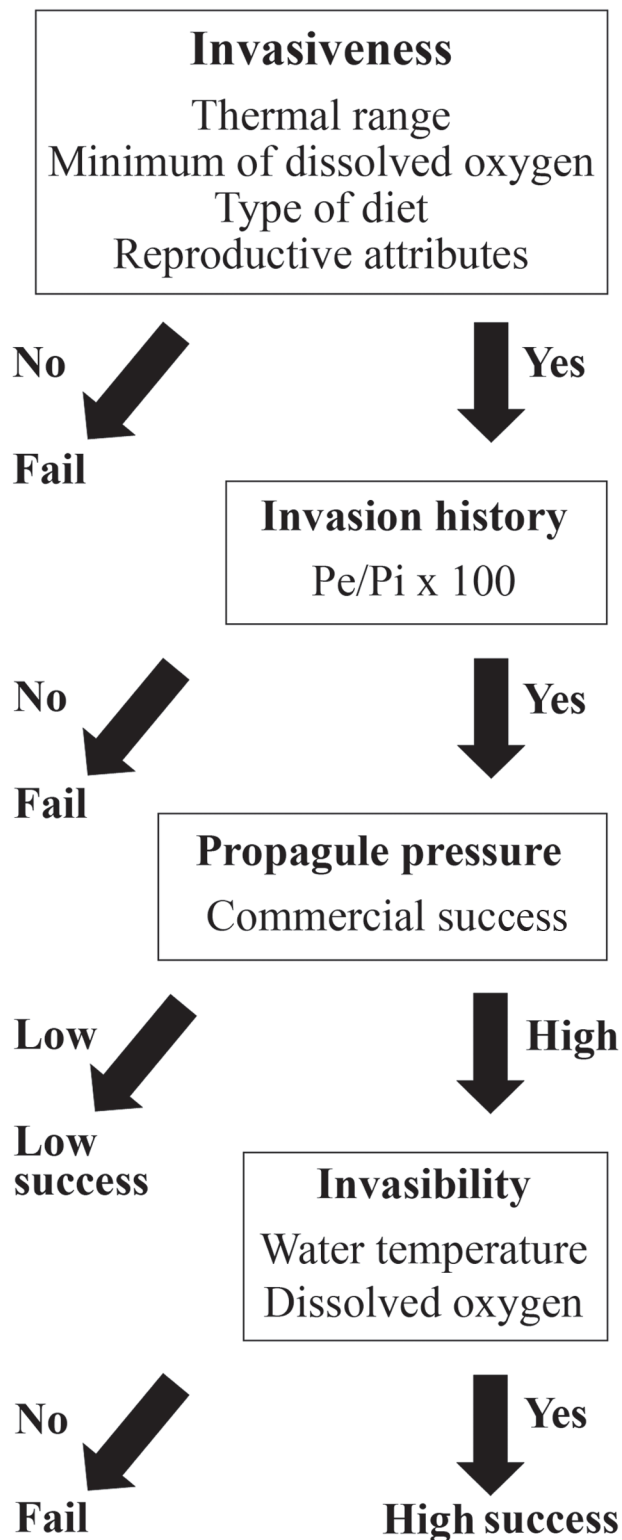 Invasiveness
Thermal range
Minimum of dissolved oxygen
Type of diet
Reproductive attributes
No
Yes
Fail
Invasion history
Pe/Pi x 100
No
Yes
Fail
Propagule pressure
Commercial success
Low
High
Low
success
Invasibility
Water temperature
Dissolved oxygen
No
Yes
Fail
High success